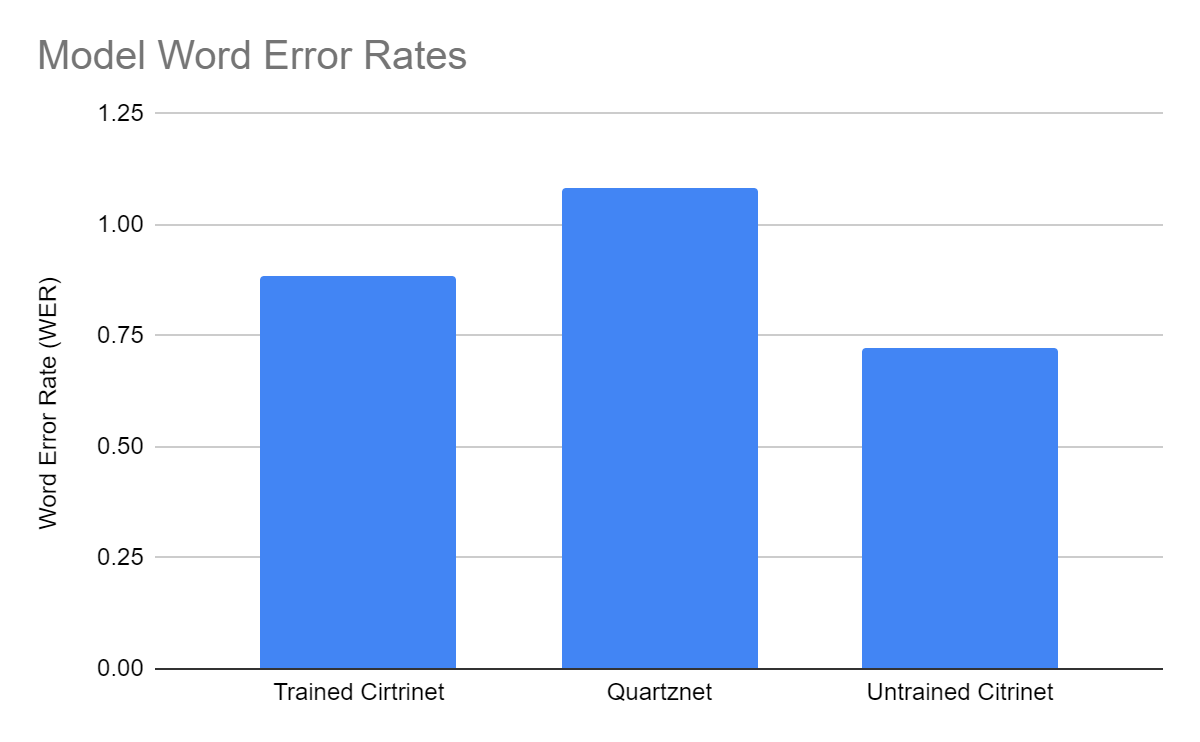 Model Word Error Rates
1.25
1.00
0.75
0.50
0.25
0.00
Word Error Rate (WER)
Trained Cirtrinet
Quartznet
Untrained Citrinet